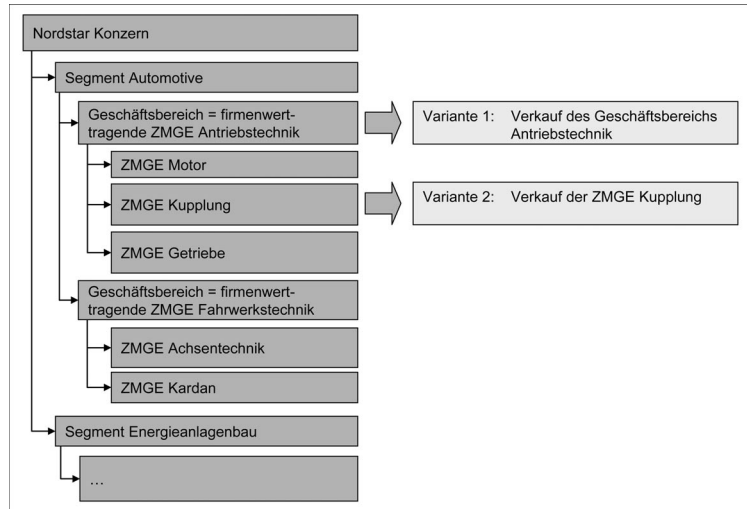 Nordstar Konzern
Segment Automotive
Geschäftsbereich = firmenwert-
tragende ZMGE Antriebstechnik
Variante 1: Verkauf des Geschäftsbereichs
Antriebstechnik
ZMGE Motor
ZMGE Kupplung
Variante 2: Verkauf der ZMGE Kupplung
ZMGE Getriebe
Geschäftsbereich = firmenwert-
tragende ZMGE Fahrwerkstechnik
ZMGE Achsentechnik
ZMGE Kardan
Segment Energieanlagenbau
…